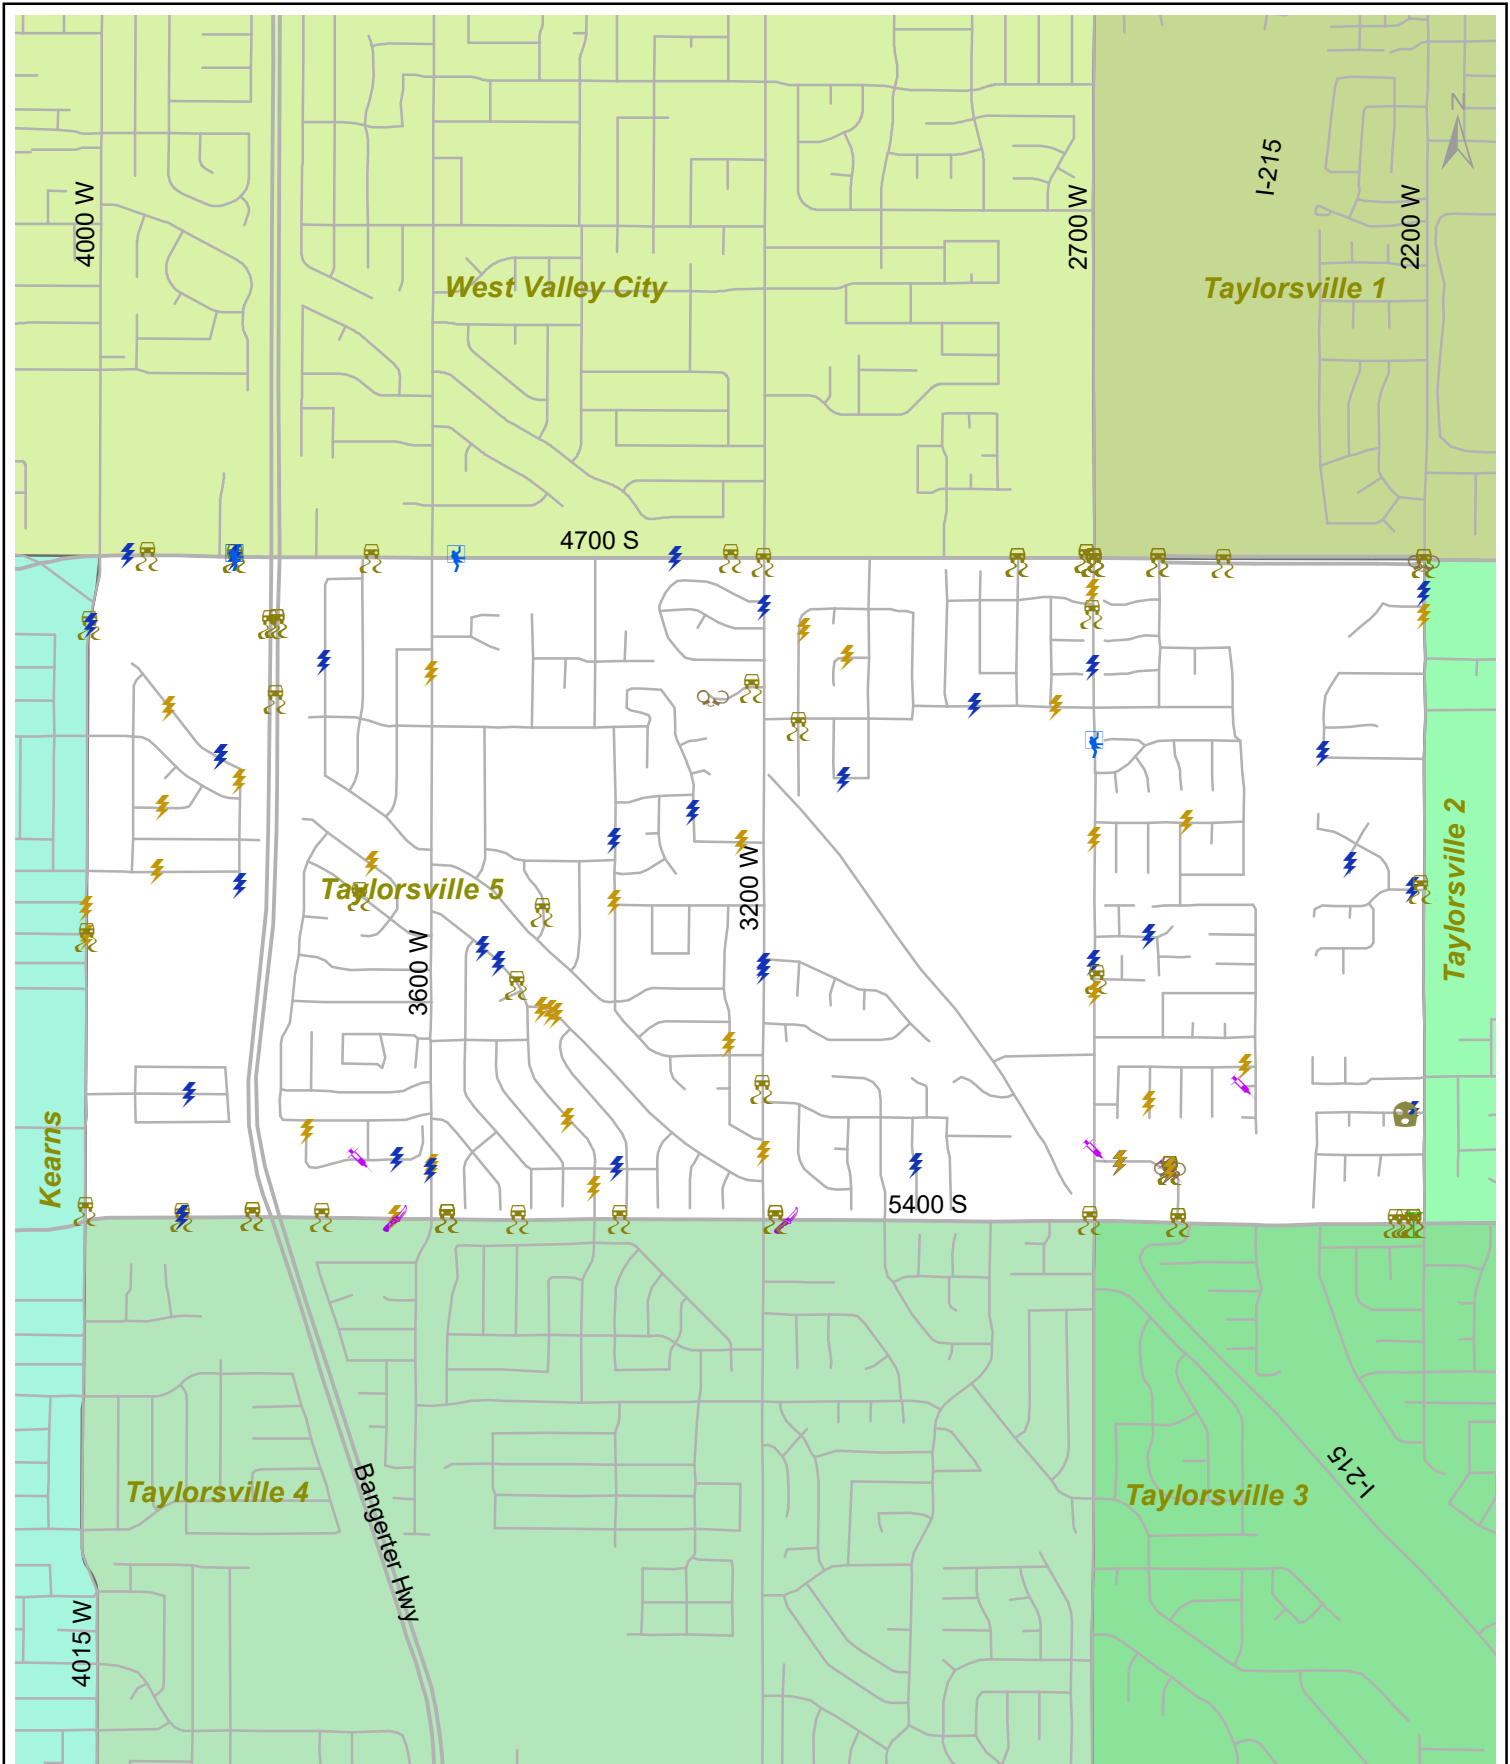 N
I-215
4000 W
2700 W
2200 W
West Valley City
Taylorsville 1
4700 S
Taylorsville 2
3200 W
Taylorsville 5
3600 W
Kearns
5400 S
I-215
Taylorsville 4
Taylorsville 3
Bangerter Hwy
4015 W